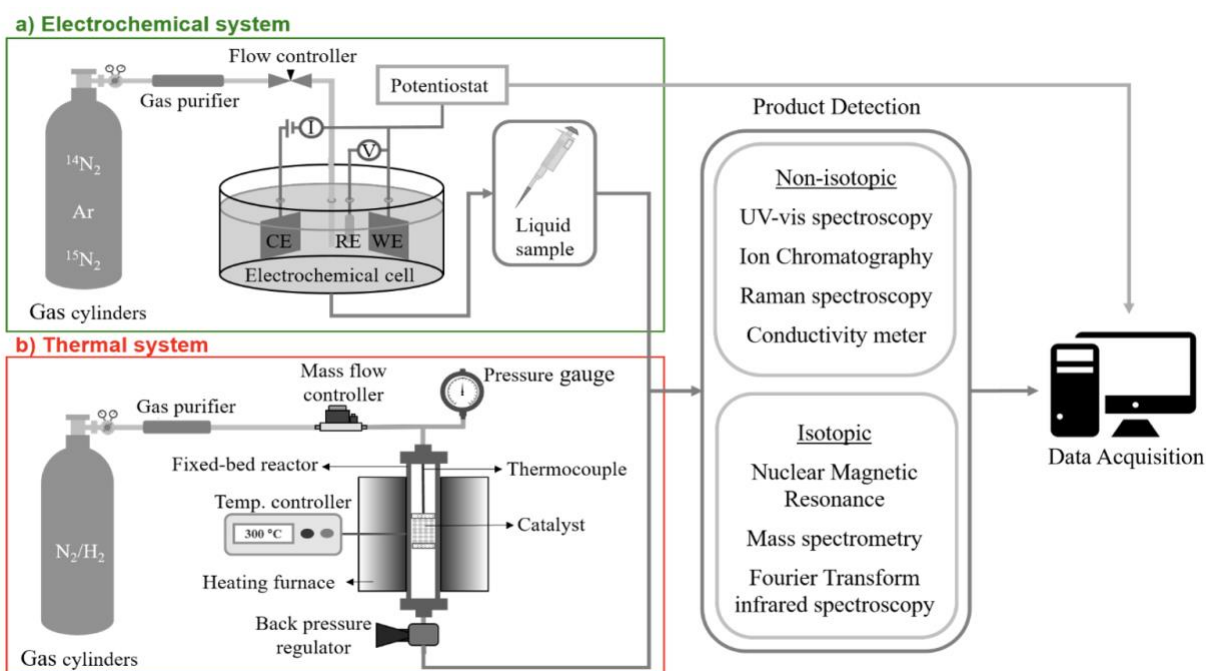 a) Electrochemical system
Flow controller
Gas purifier
Potentiostat
I
V
¹⁴N₂
Ar
¹⁵N₂
CE
RE
WE
Electrochemical cell
Liquid
sample
Gas cylinders
b) Thermal system
Mass flow
controller
Pressure gauge
Gas purifier
Fixed-bed reactor
Thermocouple
Temp. controller
300 °C
Catalyst
N₂/H₂
Heating furnace
Back pressure
regulator
Gas cylinders
Product Detection
Non-isotopic
UV-vis spectroscopy
Ion Chromatography
Raman spectroscopy
Conductivity meter
Isotopic
Nuclear Magnetic
Resonance
Mass spectrometry
Fourier Transform
infrared spectroscopy
Data Acquisition